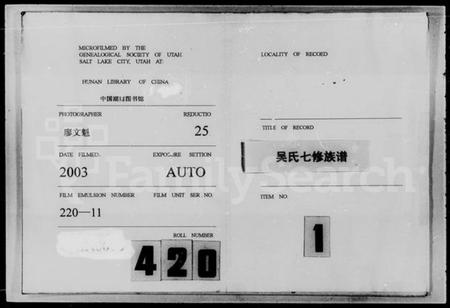 MICROFILMED BY THE
GENEALOGICAL SOCIETY OF UTAH
SALT LAKE CITY, UTAH AT:
HUNAN LIBRARY OF CHINA
中国湖南图书馆
PHOTOGRAPHER REDUCTIO
廖文魁 25
DATE FILMED: EXPOSURE SETTION
2003 AUTO
FILM EMULSION NUMBER FILM UNIT SER NO.
220—11
ROLL NUMBER
420
LOCALITY OF RECOED
TITLE OF RECORD
吴氏七修族谱
ITEM NO.
1
FamilySearch